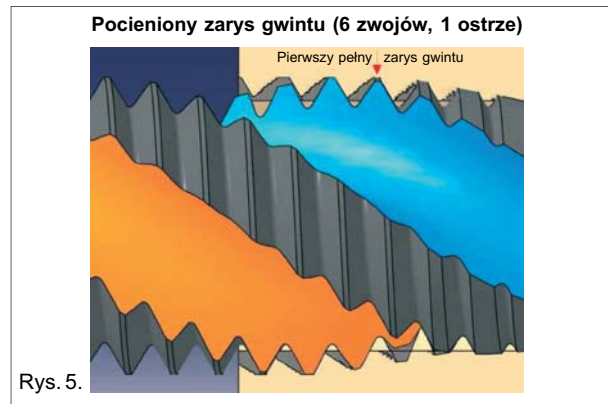 Pocieniony zarys gwintu (6 zwojów, 1 ostrze)
Pierwszy pełny zarys gwintu
Rys. 5.